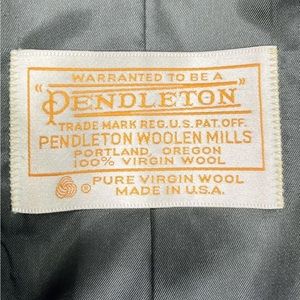 WARRANTED TO BE A
"PENDLETON"
TRADE MARK REG. U.S. PAT. OFF.
PENDLETON WOOLEN MILLS
PORTLAND, OREGON
100% VIRGIN WOOL
® PURE VIRGIN WOOL
MADE IN U.S.A.